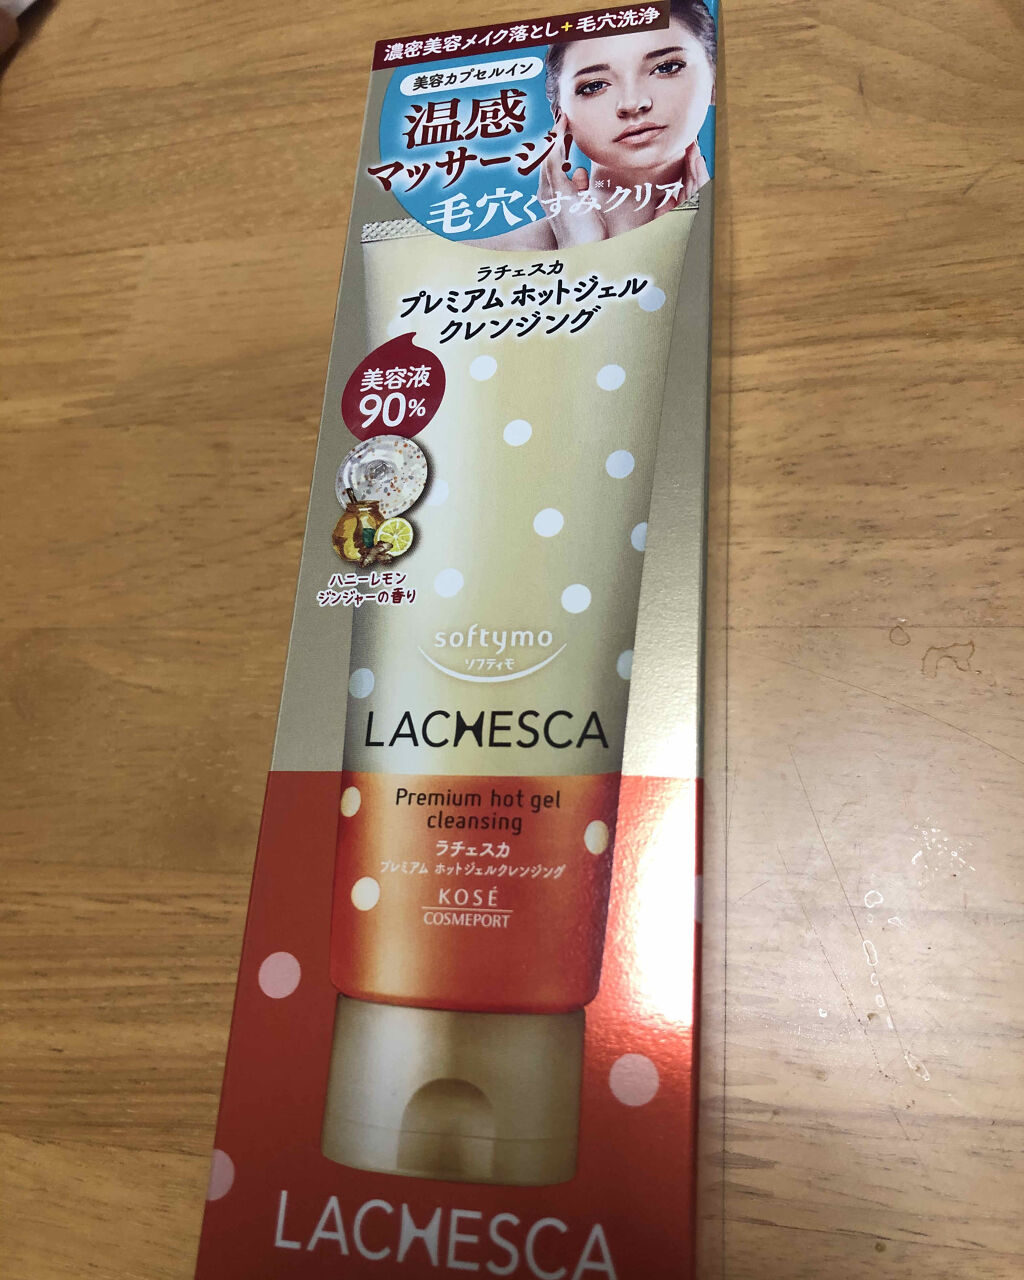 濃密美容メイク落とし+毛穴洗浄
美容カプセルイン
温感
マッサージ!
毛穴くすみ※1クリア
ラチェスカ
プレミアム ホットジェル
クレンジング
美容液
90%
ハニーレモン
ジンジャーの香り
softymo
ソフティモ
LACHESCA
Premium hot gel
cleansing
ラチェスカ
プレミアム ホットジェルクレンジング
KOSÉ
COSMEPORT
LACHESCA